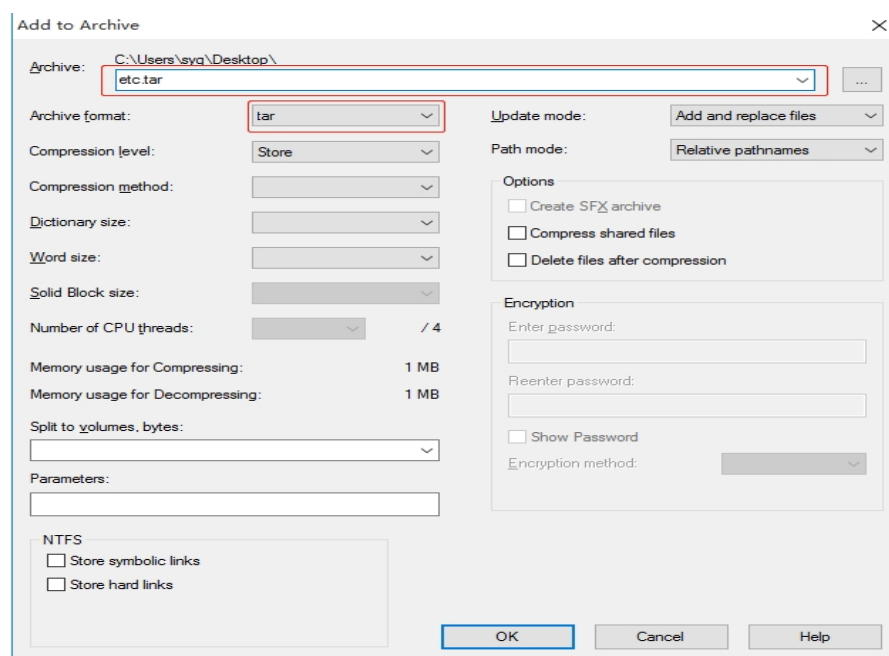 Add to Archive
Archive: C:\Users\syq\Desktop\
etc.tar
...
Archive format: tar
Compression level: Store
Compression method:
Dictionary size:
Word size:
Solid Block size:
Number of CPU threads: / 4
Memory usage for Compressing: 1 MB
Memory usage for Decompressing: 1 MB
Split to volumes, bytes:
Parameters:
NTFS
Store symbolic links
Store hard links
Update mode: Add and replace files
Path mode: Relative pathnames
Options
Create SFX archive
Compress shared files
Delete files after compression
Encryption
Enter password:
Reenter password:
Show Password
Encryption method:
OK Cancel Help